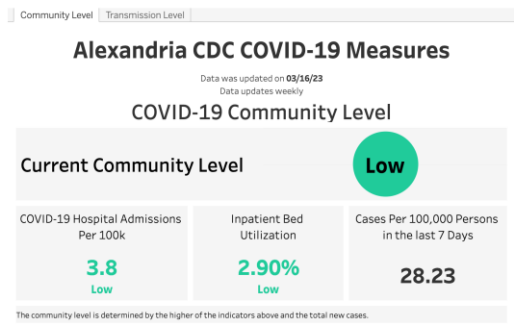 Community Level
Transmission Level
Alexandria CDC COVID-19 Measures
Data was updated on 03/16/23
Data updates weekly
COVID-19 Community Level
Current Community Level
Low
COVID-19 Hospital Admissions
Per 100k
3.8
Low
Inpatient Bed
Utilization
2.90%
Low
Cases Per 100,000 Persons
in the last 7 Days
28.23
The community level is determined by the higher of the indicators above and the total new cases.